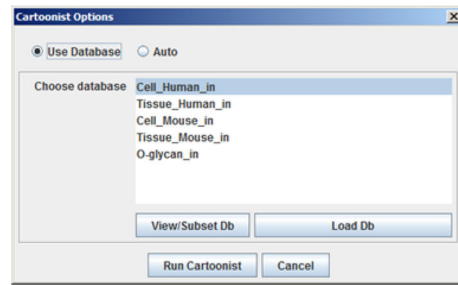 Cartoonist Options
Use Database Auto
Choose database Cell_Human_in
Tissue_Human_in
Cell_Mouse_in
Tissue_Mouse_in
O-glycan_in
View/Subset Db Load Db
Run Cartoonist Cancel